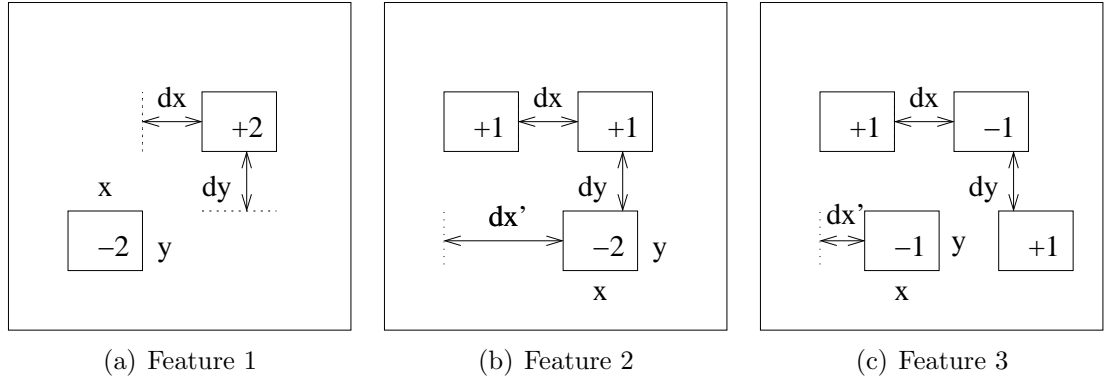 dx
+2
dy
x
−2
y
(a) Feature 1
dx
+1
+1
dy
dx'
−2
y
x
(b) Feature 2
dx
+1
−1
dy
dx'
−1
y
+1
x
(c) Feature 3